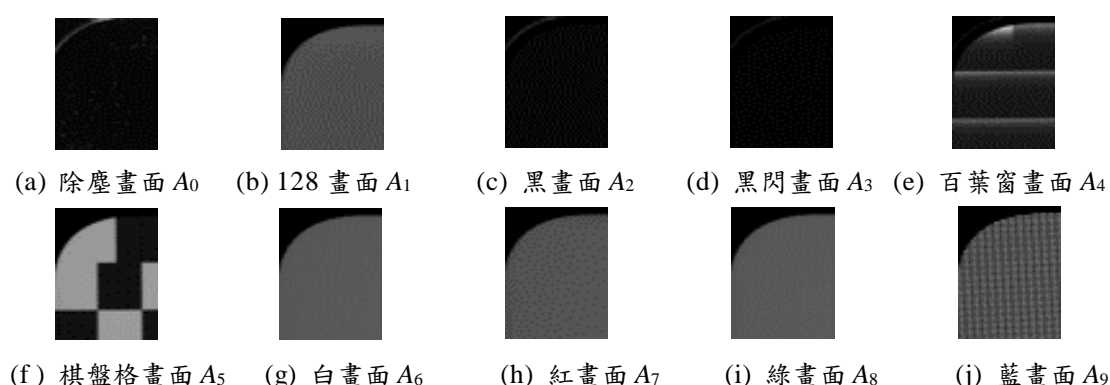 (a) 除塵畫面 A0 (b) 128 畫面 A1 (c) 黑畫面 A2 (d) 黑閃畫面 A3 (e) 百葉窗畫面 A4
(f) 棋盤格畫面 A5 (g) 白畫面 A6 (h) 紅畫面 A7 (i) 綠畫面 A8 (j) 藍畫面 A9